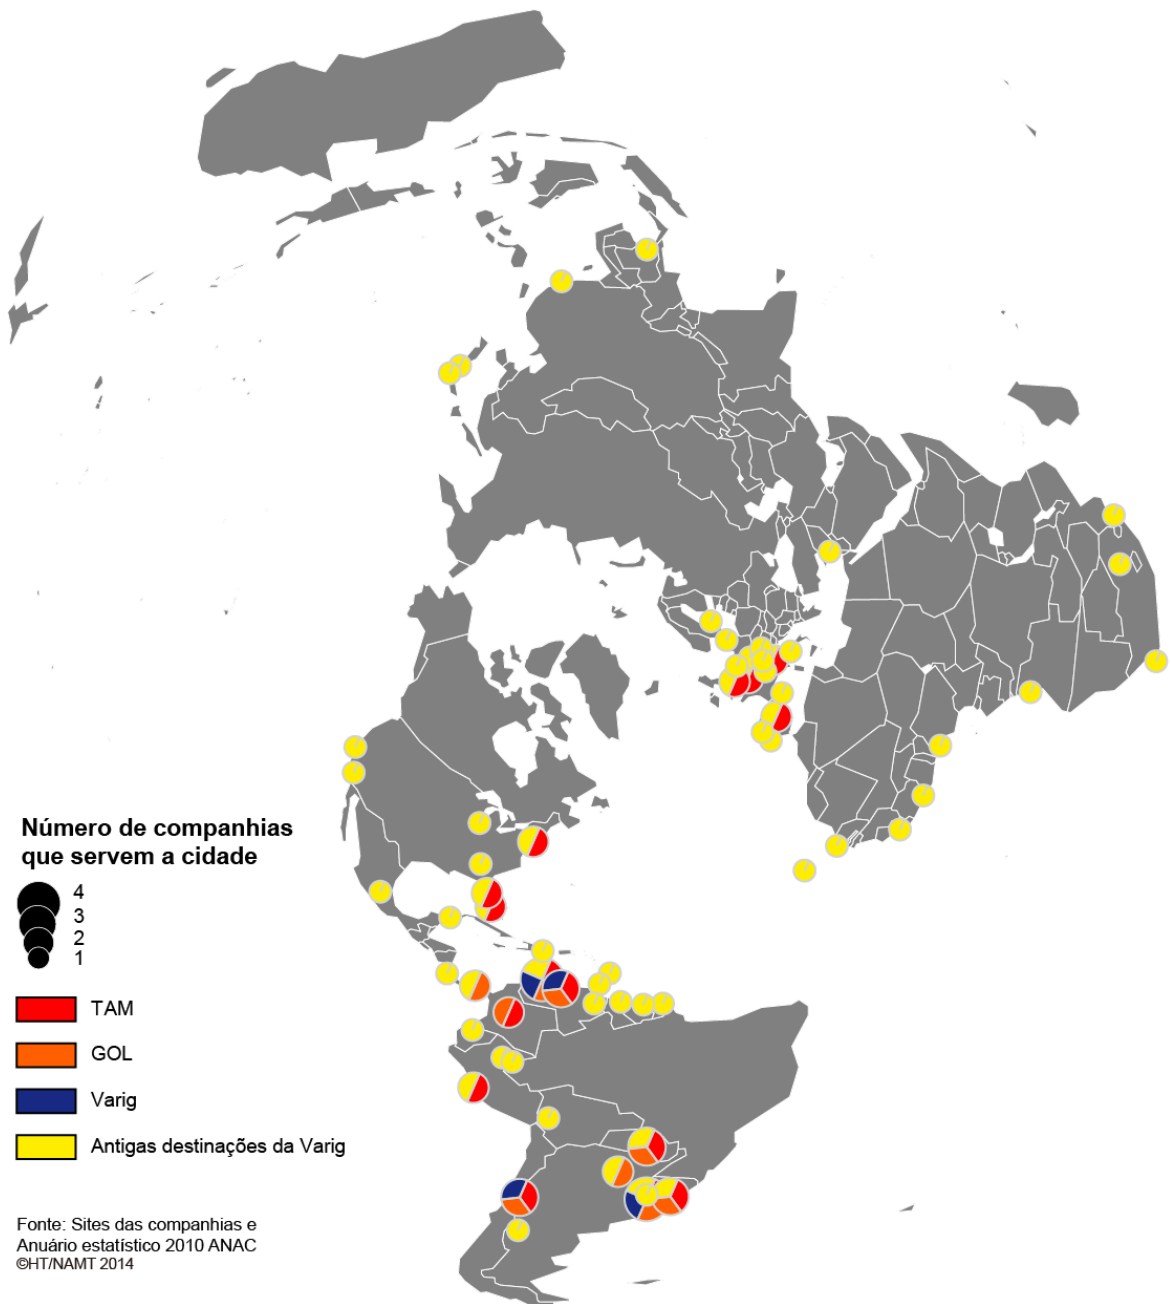 Número de companhias
que servem a cidade
4
3
2
1
TAM
GOL
Varig
Antigas destinações da Varig
Fonte: Sites das companhias e
Anuário estatístico 2010 ANAC
©HT/NAMT 2014